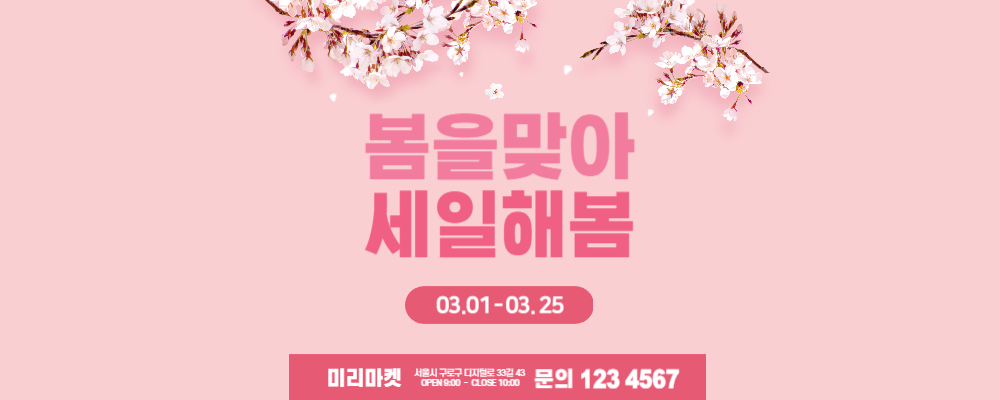 봄을맞아
세일해봄
03.01-03. 25
미리마켓
서울시 구로구 디지털로 33길 43
OPEN 9:00 - CLOSE 10:00
문의 123 4567